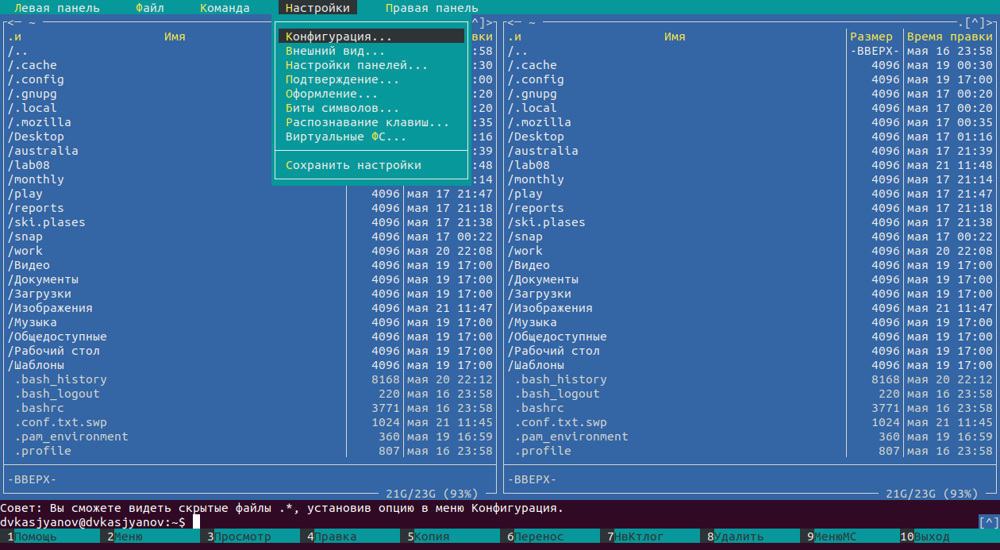 Левая панель Файл Команда Настройки Правая панель
<─ ~ ^]>┐ <─ ~ .[^]>
.и Имя вки .и Имя Размер Время правки
Конфигурация...
/.. :58 /.. -ВВЕРХ- мая 16 23:58
Внешний вид...
/.cache :30 /.cache 4096 мая 19 00:30
Настройки панелей...
/.config :00 /.config 4096 мая 19 17:00
Подтверждение...
/.gnupg :20 /.gnupg 4096 мая 17 00:20
Оформление...
/.local :20 /.local 4096 мая 17 00:20
Биты символов...
/.mozilla :35 /.mozilla 4096 мая 17 00:35
Распознавание клавиш...
/Desktop :16 /Desktop 4096 мая 17 01:16
Виртуальные ФС...
/australia :39 /australia 4096 мая 17 21:39
/lab08 :48 /lab08 4096 мая 21 11:48
Сохранить настройки
/monthly :14 /monthly 4096 мая 17 21:14
/play 4096 мая 17 21:47 /play 4096 мая 17 21:47
/reports 4096 мая 17 21:18 /reports 4096 мая 17 21:18
/ski.plases 4096 мая 17 21:38 /ski.plases 4096 мая 17 21:38
/snap 4096 мая 17 00:22 /snap 4096 мая 17 00:22
/work 4096 мая 20 22:08 /work 4096 мая 20 22:08
/Видео 4096 мая 19 17:00 /Видео 4096 мая 19 17:00
/Документы 4096 мая 19 17:00 /Документы 4096 мая 19 17:00
/Загрузки 4096 мая 19 17:00 /Загрузки 4096 мая 19 17:00
/Изображения 4096 мая 21 11:47 /Изображения 4096 мая 21 11:47
/Музыка 4096 мая 19 17:00 /Музыка 4096 мая 19 17:00
/Общедоступные 4096 мая 19 17:00 /Общедоступные 4096 мая 19 17:00
/Рабочий стол 4096 мая 19 17:00 /Рабочий стол 4096 мая 19 17:00
/Шаблоны 4096 мая 19 17:00 /Шаблоны 4096 мая 19 17:00
.bash_history 8168 мая 20 22:12 .bash_history 8168 мая 20 22:12
.bash_logout 220 мая 16 23:58 .bash_logout 220 мая 16 23:58
.bashrc 3771 мая 16 23:58 .bashrc 3771 мая 16 23:58
.conf.txt.swp 1024 мая 21 11:45 .conf.txt.swp 1024 мая 21 11:45
.pam_environment 360 мая 19 16:59 .pam_environment 360 мая 19 16:59
.profile 807 мая 16 23:58 .profile 807 мая 16 23:58
-ВВЕРХ- -ВВЕРХ-
21G/23G (93%) 21G/23G (93%)
Совет: Вы сможете видеть скрытые файлы .*, установив опцию в меню Конфигурация.
dvkasjyanov@dvkasjyanov:~$ [^]
1Помощь 2Меню 3Просмотр 4Правка 5Копия 6Перенос 7НвКтлог 8Удалить 9МенюМС 10Выход